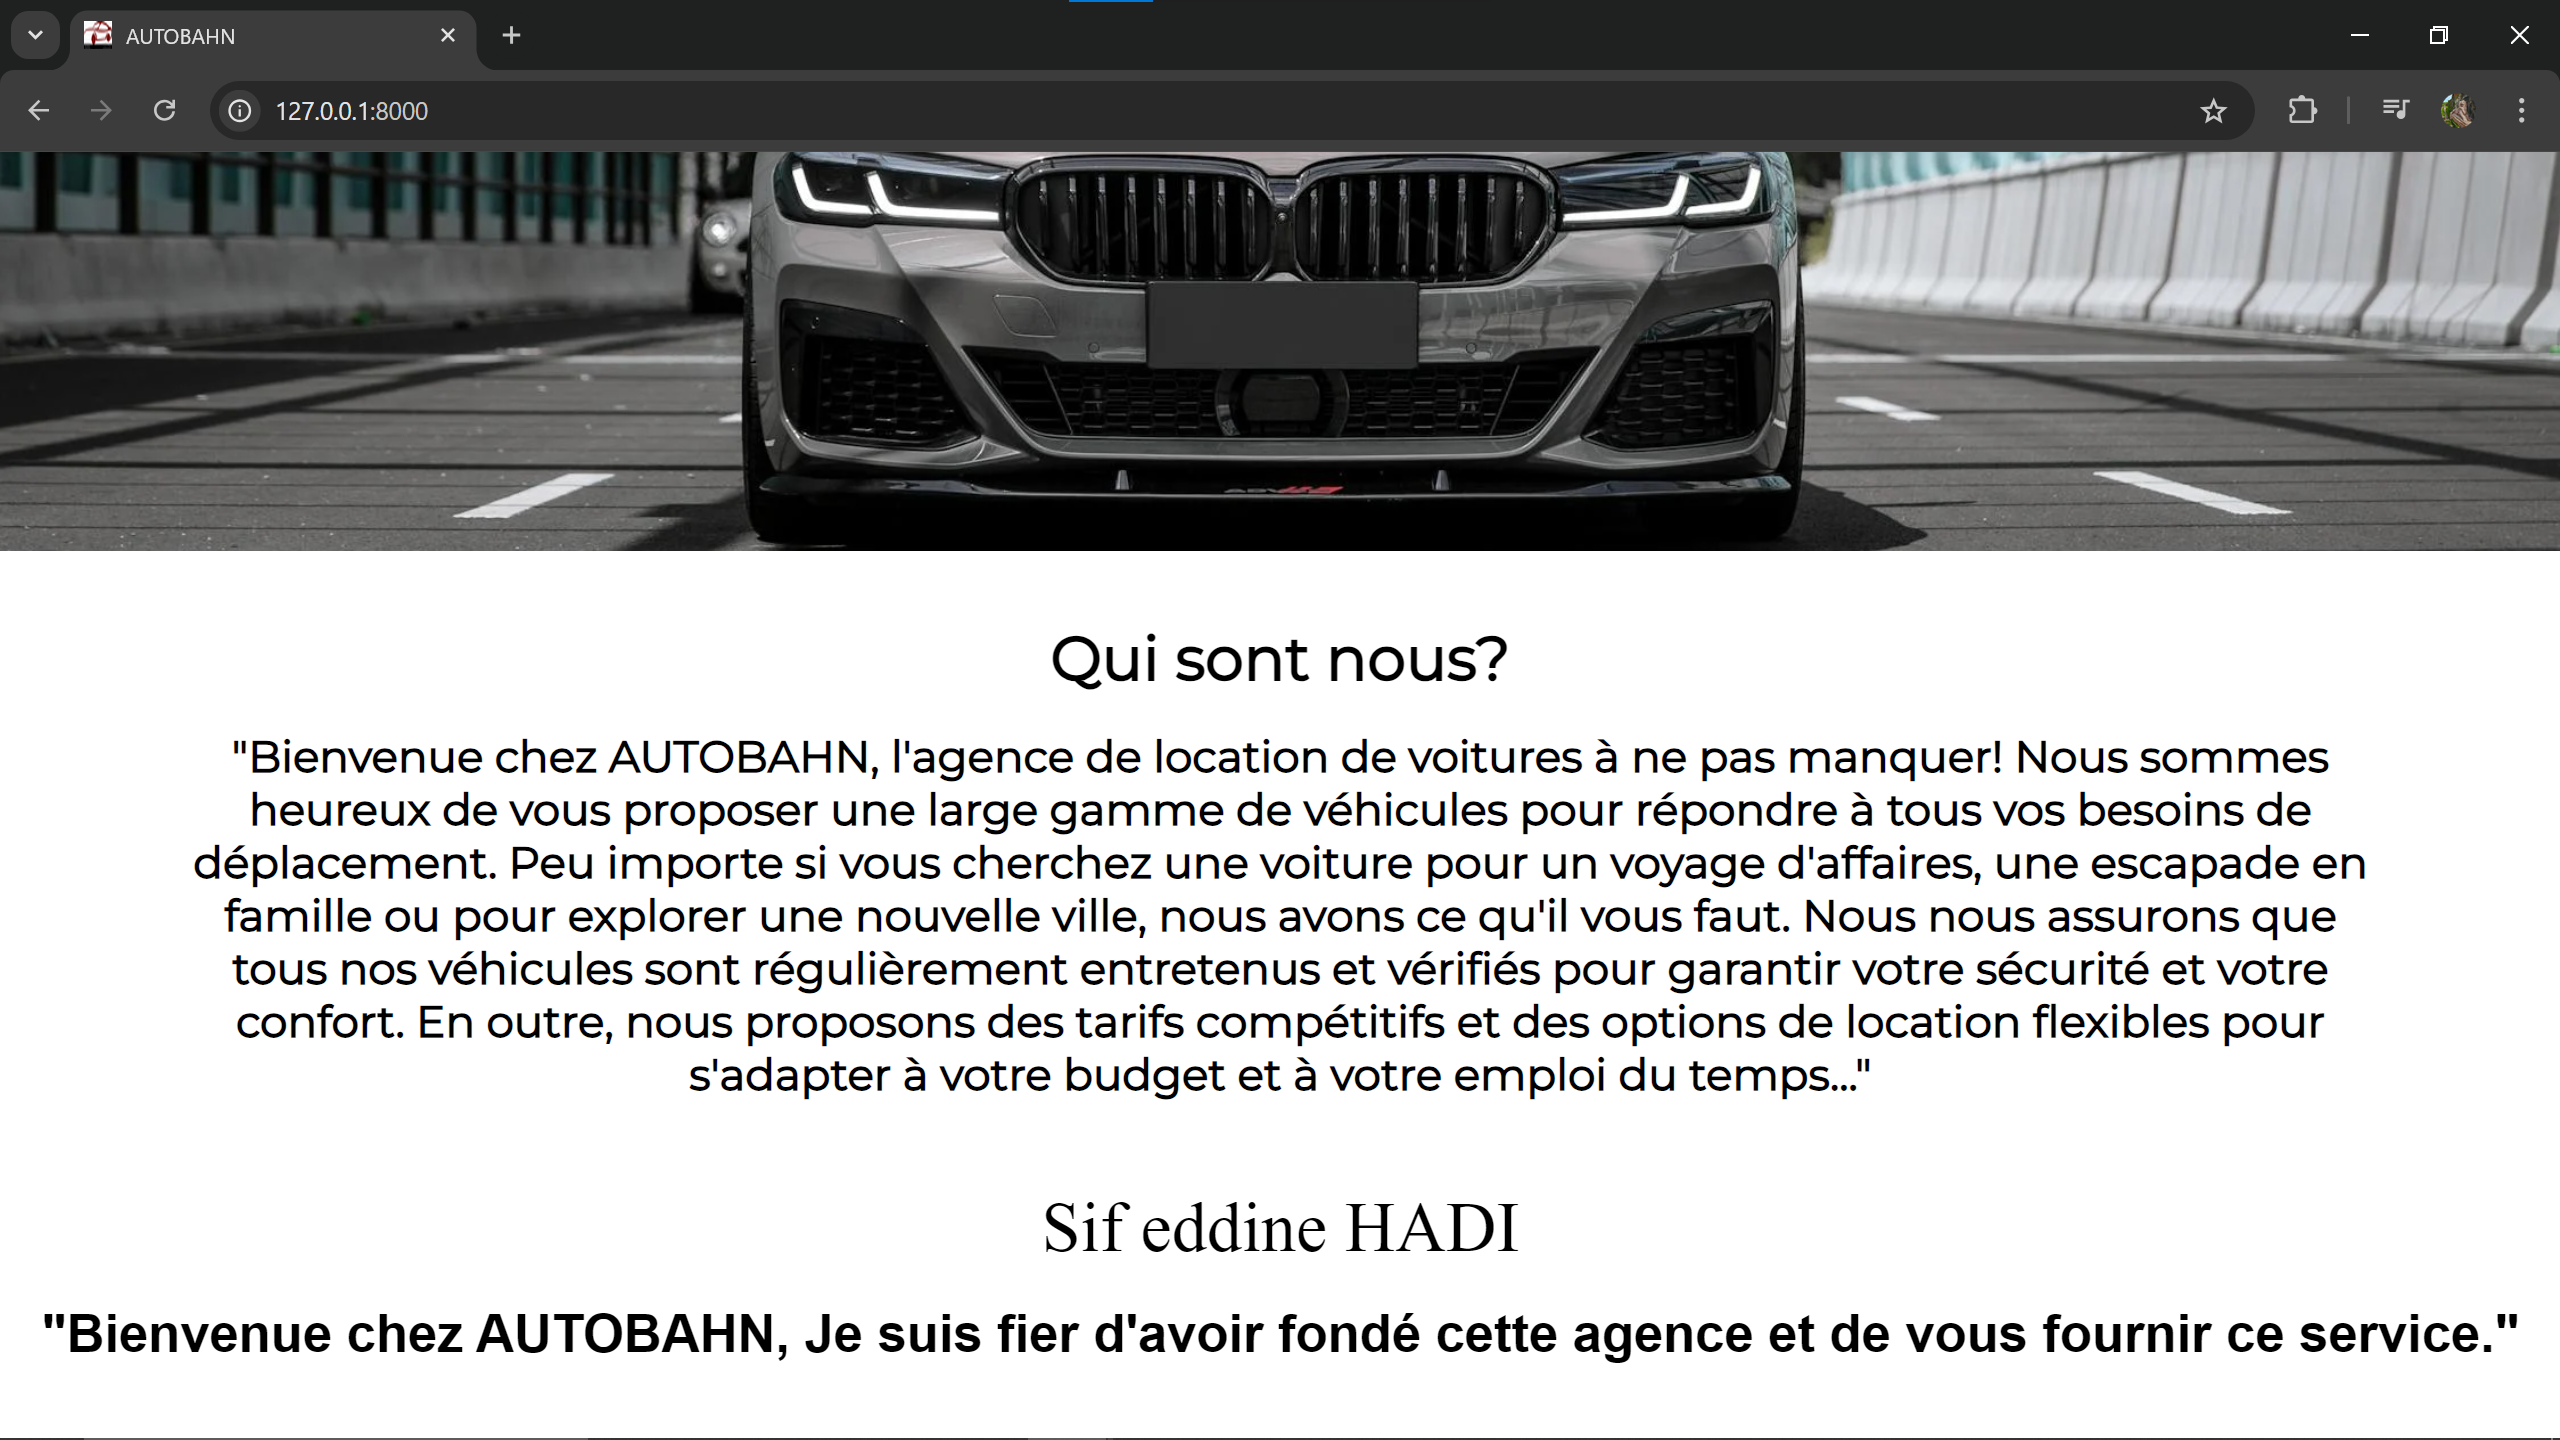 AUTOBAHN
127.0.0.1:8000
Qui sont nous?
"Bienvenue chez AUTOBAHN, l'agence de location de voitures à ne pas manquer! Nous sommes
heureux de vous proposer une large gamme de véhicules pour répondre à tous vos besoins de
déplacement. Peu importe si vous cherchez une voiture pour un voyage d'affaires, une escapade en
famille ou pour explorer une nouvelle ville, nous avons ce qu'il vous faut. Nous nous assurons que
tous nos véhicules sont régulièrement entretenus et vérifiés pour garantir votre sécurité et votre
confort. En outre, nous proposons des tarifs compétitifs et des options de location flexibles pour
s'adapter à votre budget et à votre emploi du temps..."
Sif eddine HADI
"Bienvenue chez AUTOBAHN, Je suis fier d'avoir fondé cette agence et de vous fournir ce service."